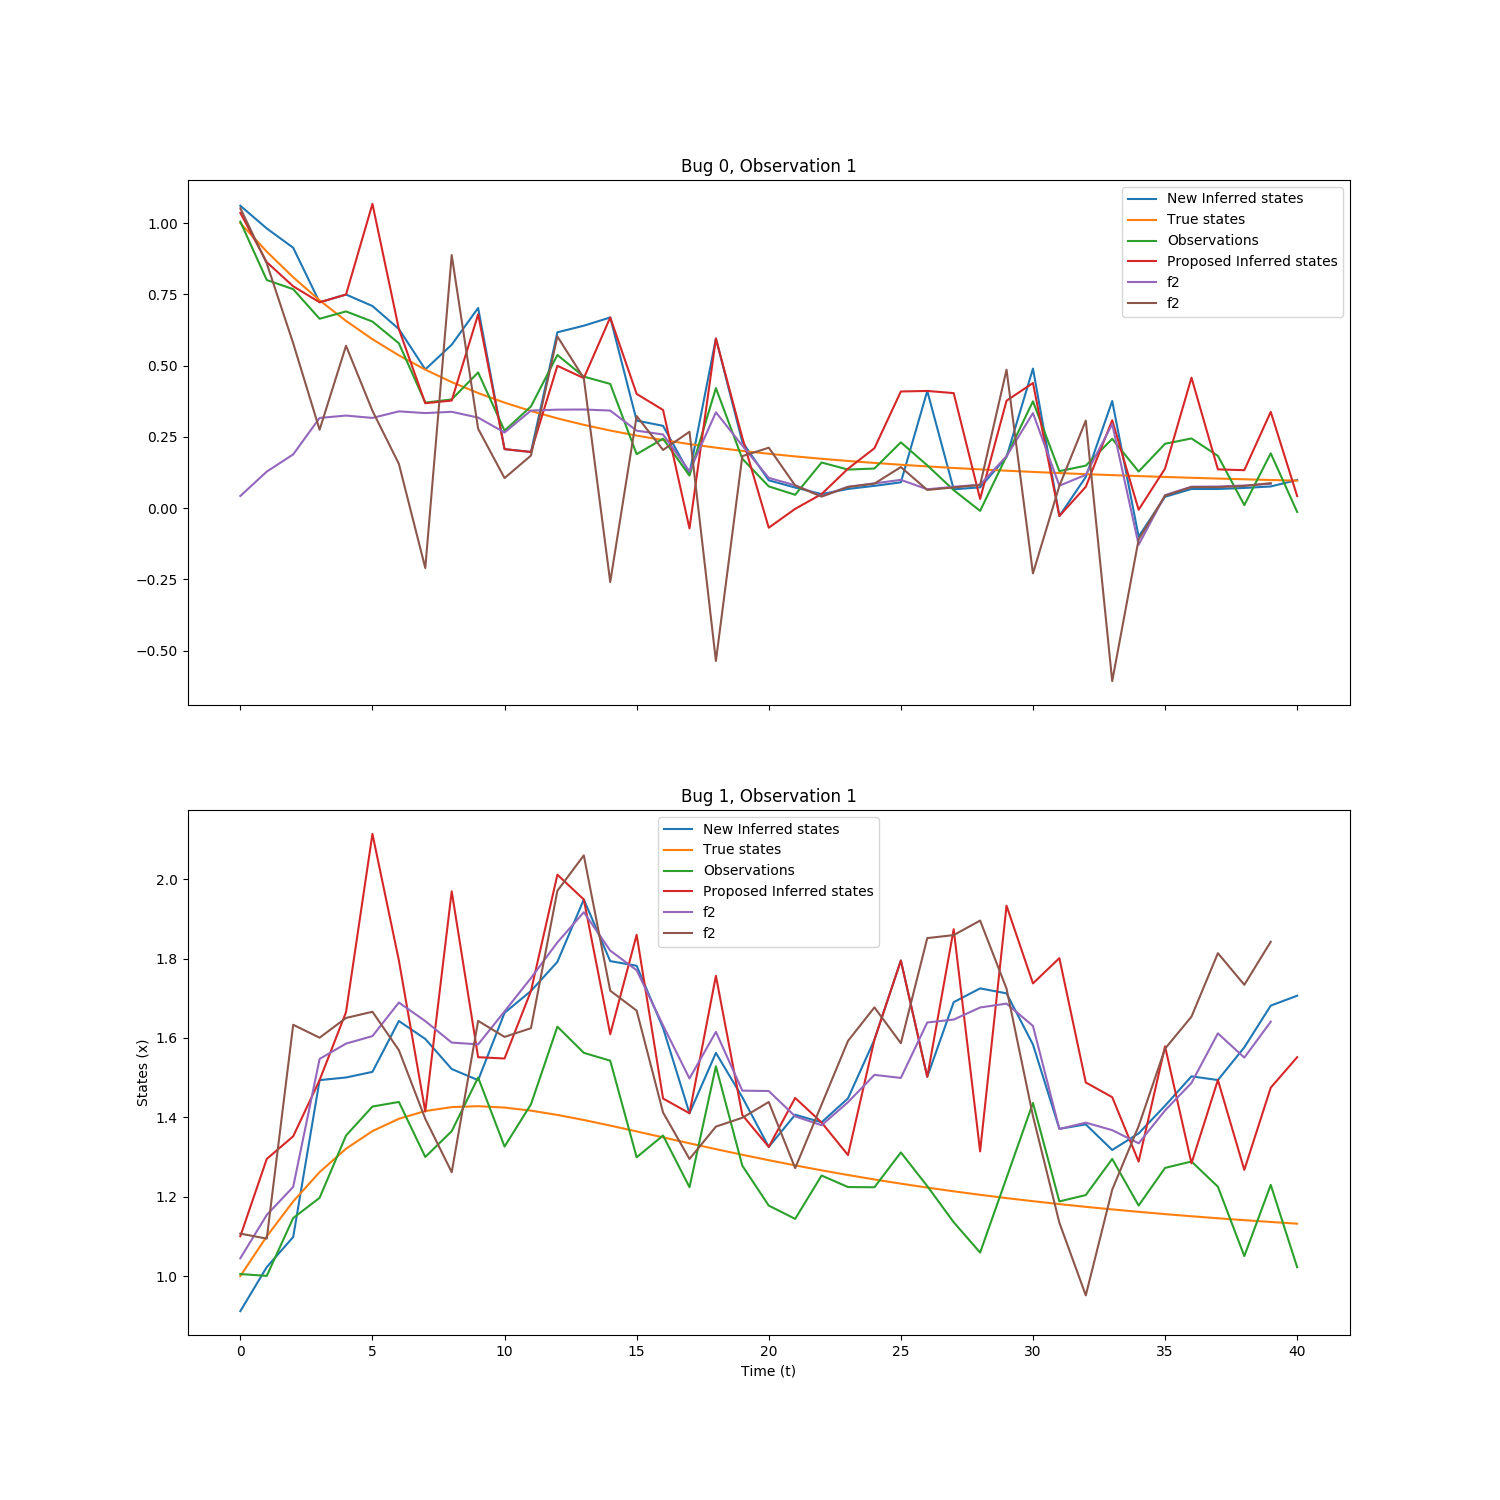 Bug 0, Observation 1
1.00
0.75
0.50
0.25
0.00
−0.25
−0.50
New Inferred states
True states
Observations
Proposed Inferred states
f2
f2
Bug 1, Observation 1
States (x)
2.0
1.8
1.6
1.4
1.2
1.0
New Inferred states
True states
Observations
Proposed Inferred states
f2
f2
0 5 10 15 20 25 30 35 40
Time (t)